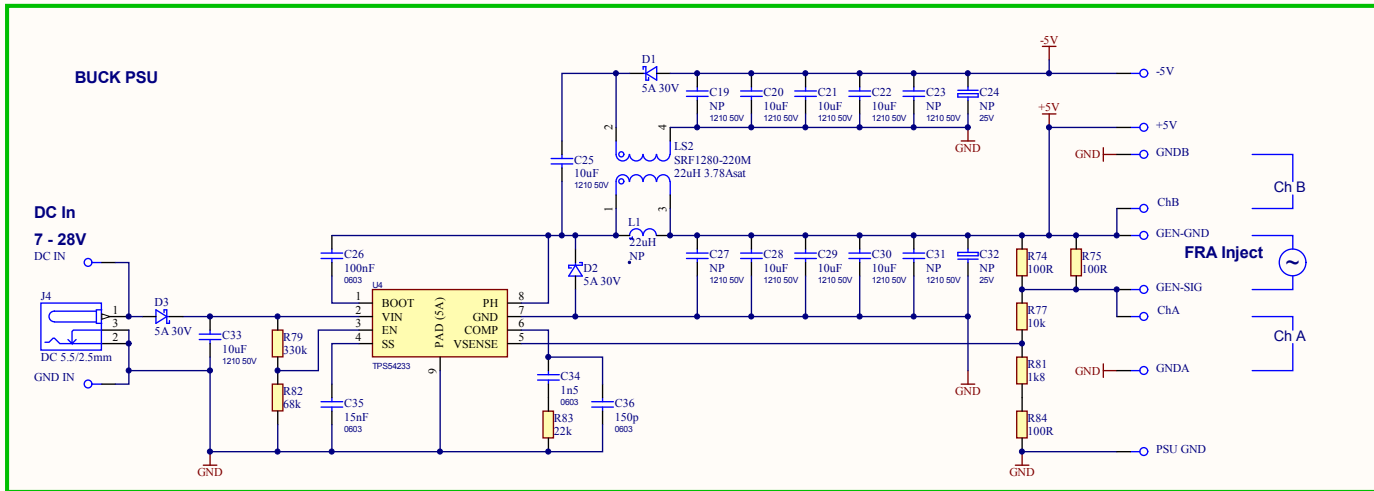 BUCK PSU
-5V
D1
5A 30V
C19
NP
1210 50V
C20
10uF
1210 50V
C21
10uF
1210 50V
C22
10uF
1210 50V
C23
NP
1210 50V
C24
NP
25V
-5V
+5V
+5V
GND
2
4
LS2
SRF1280-220M
22uH 3.78Asat
1
3
C25
10uF
1210 50V
GND
GNDB
Ch B
ChB
DC In
7 - 28V
DC IN
L1
22uH
NP
GEN-GND
FRA Inject
C26
100nF
0603
D2
5A 30V
C27
NP
1210 50V
C28
10uF
1210 50V
C29
10uF
1210 50V
C30
10uF
1210 50V
C31
NP
1210 50V
C32
NP
25V
R74
100R
R75
100R
~
GEN-SIG
ChA
J4
1
3
2
DC 5.5/2.5mm
GND IN
D3
5A 30V
C33
10uF
1210 50V
R79
330k
R82
68k
U4
1 BOOT PH 8
2 VIN GND 7
3 EN COMP 6
4 SS VSENSE 5
PAD (5A)
9
TPS54233
R77
10k
Ch A
C34
1n5
0603
C36
150p
0603
R83
22k
C35
15nF
0603
R81
1k8
GND
GND
GNDA
R84
100R
PSU GND
GND
GND